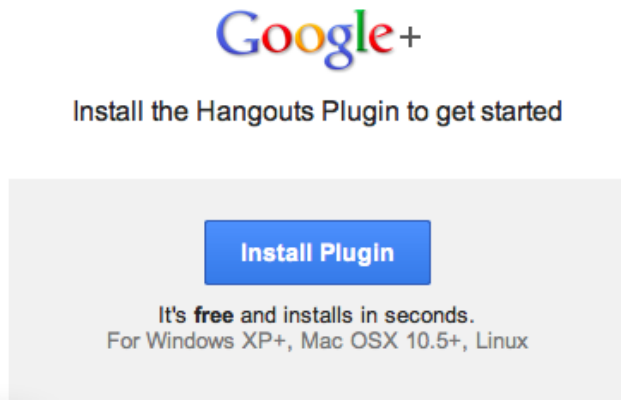 Google+
Install the Hangouts Plugin to get started
Install Plugin
It's free and installs in seconds.
For Windows XP+, Mac OSX 10.5+, Linux